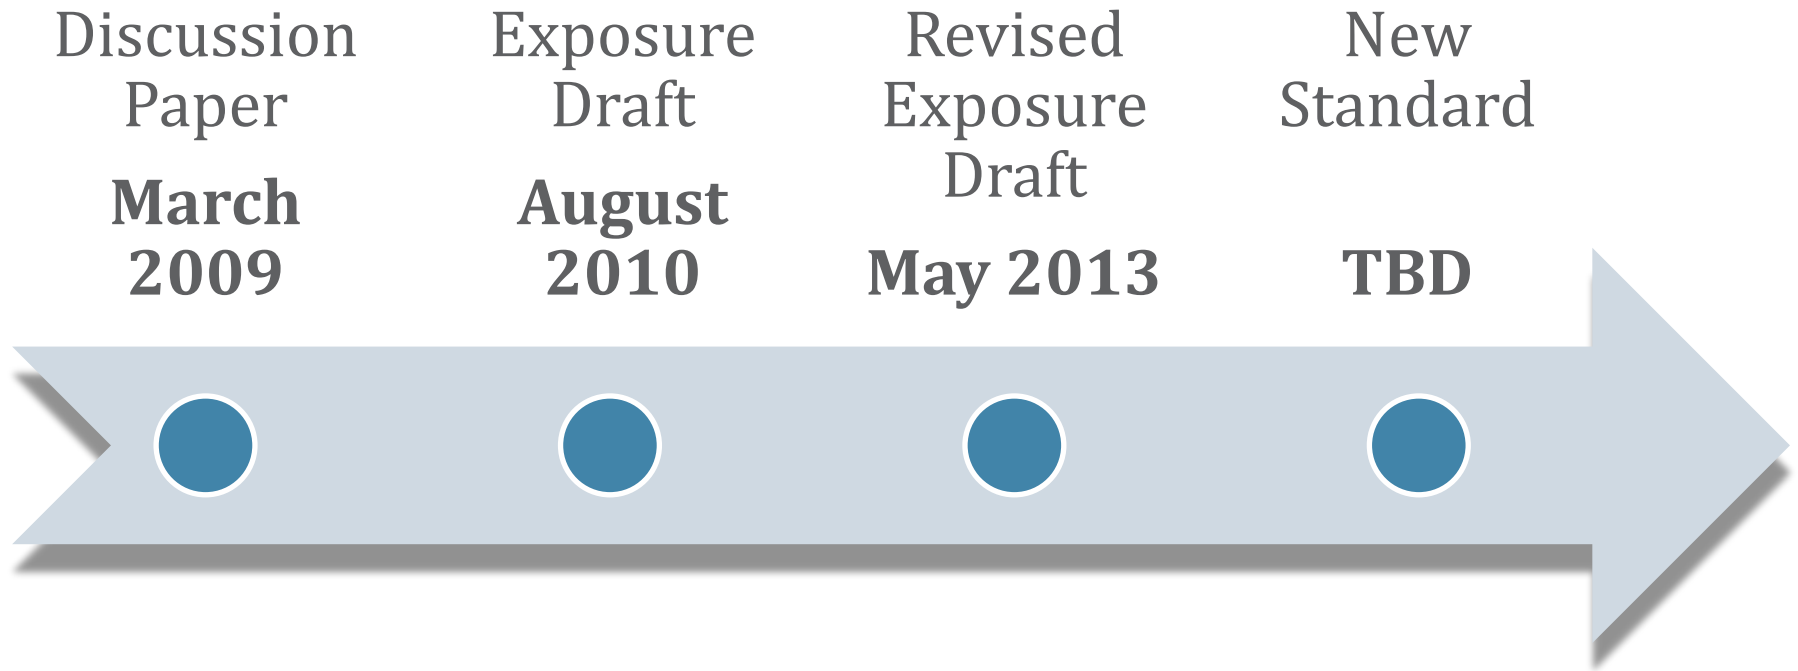 Discussion
Paper
March
2009
Exposure
Draft
August
2010
Revised
Exposure
Draft
May 2013
New
Standard
TBD